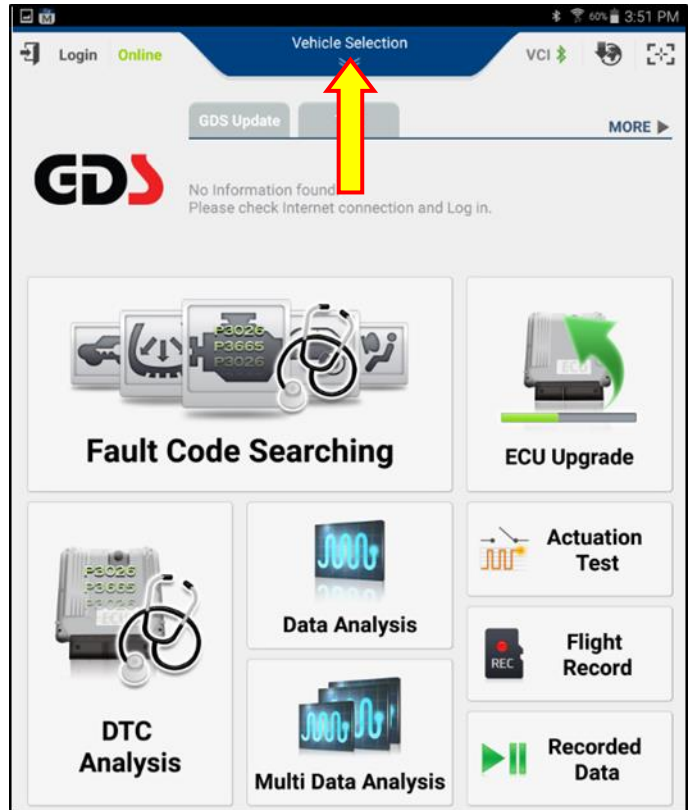 60% 3:51 PM
Login Online
Vehicle Selection
VCI
GDS Update
MORE
GDS
No Information found
Please check Internet connection and Log in.
P3026
P3665
P3026
Fault Code Searching
ECU
ECU Upgrade
P3026
P3665
P3026
ECU
DTC
Analysis
Data Analysis
Multi Data Analysis
Actuation
Test
REC
Flight
Record
Recorded
Data